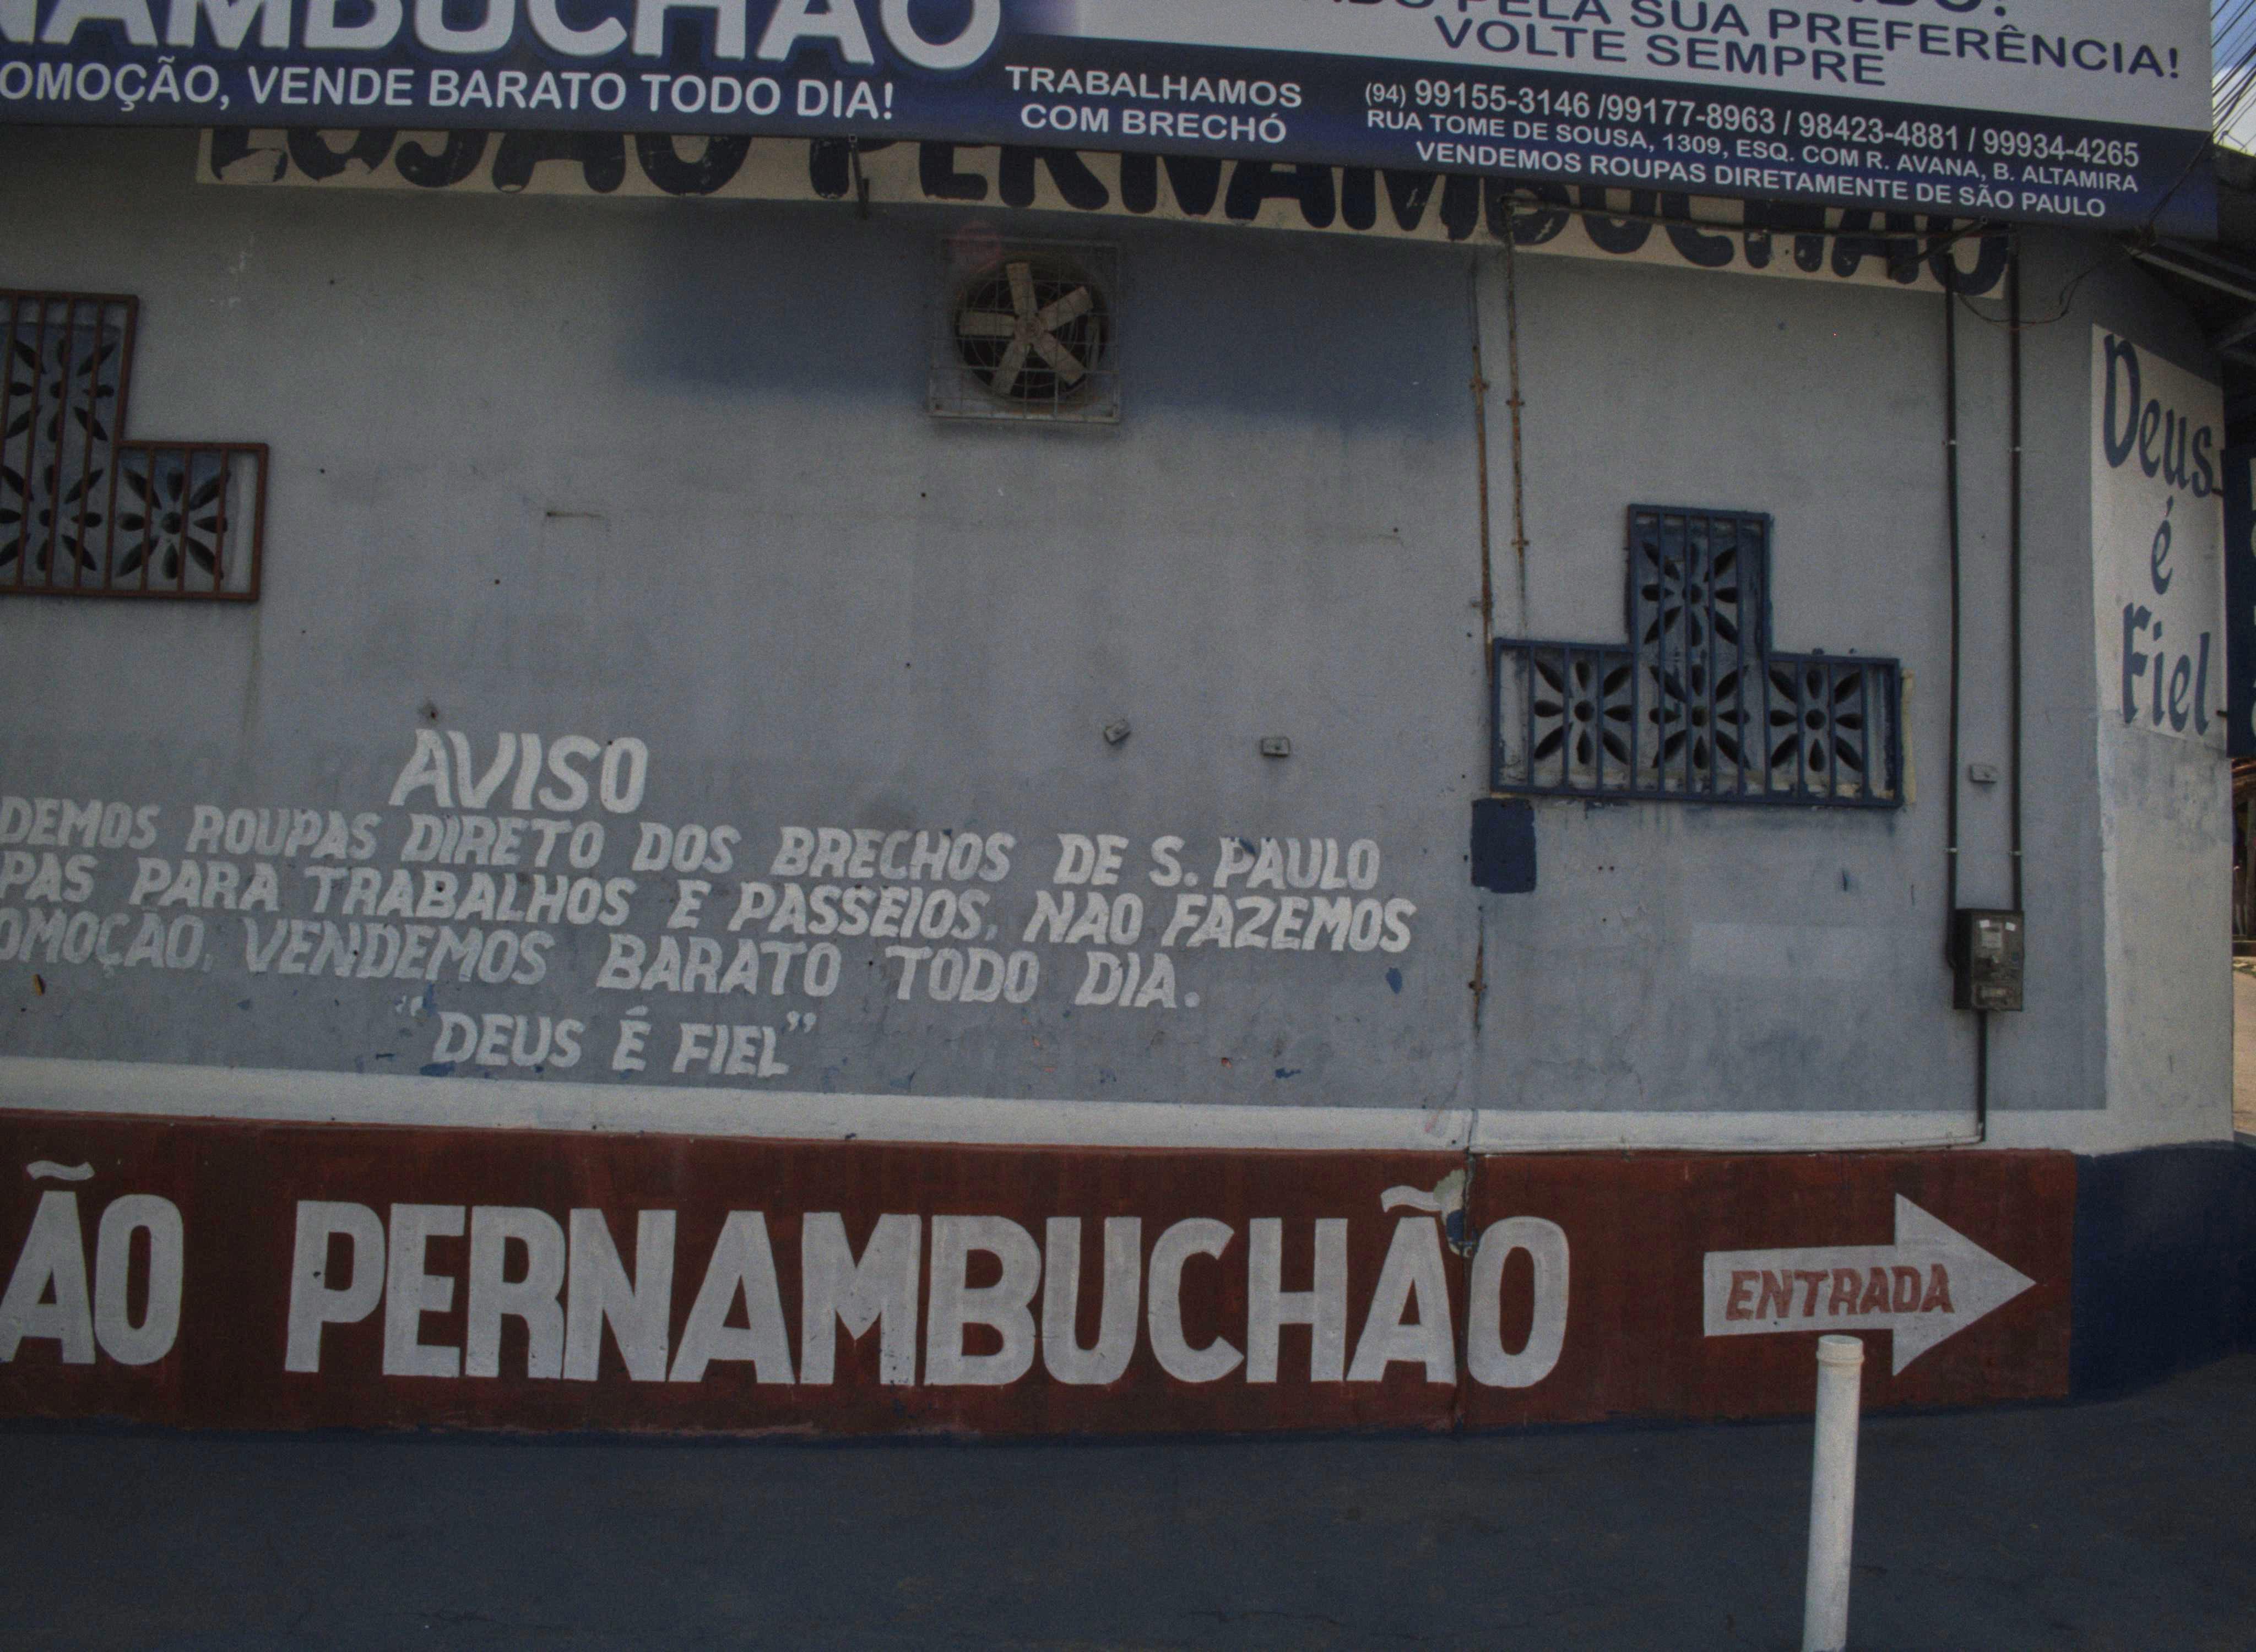 NAMBUCHÃO
OMOÇÃO, VENDE BARATO TODO DIA!
TRABALHAMOS
COM BRECHÓ
PELA SUA PREFERÊNCIA!
VOLTE SEMPRE
(94) 99155-3146 /99177-8963 / 98423-4881 / 99934-4265
RUA TOME DE SOUSA, 1309, ESQ. COM R. AVANA, B. ALTAMIRA
VENDEMOS ROUPAS DIRETAMENTE DE SÃO PAULO
LOJÃO PERNAMBUCHÃO
Deus
é
Fiel
AVISO
DEMOS ROUPAS DIRETO DOS BRECHOS DE S. PAULO
PAS PARA TRABALHOS E PASSEIOS, NAO FAZEMOS
OMOÇAO, VENDEMOS BARATO TODO DIA.
"DEUS É FIEL"
ÃO PERNAMBUCHÃO
ENTRADA